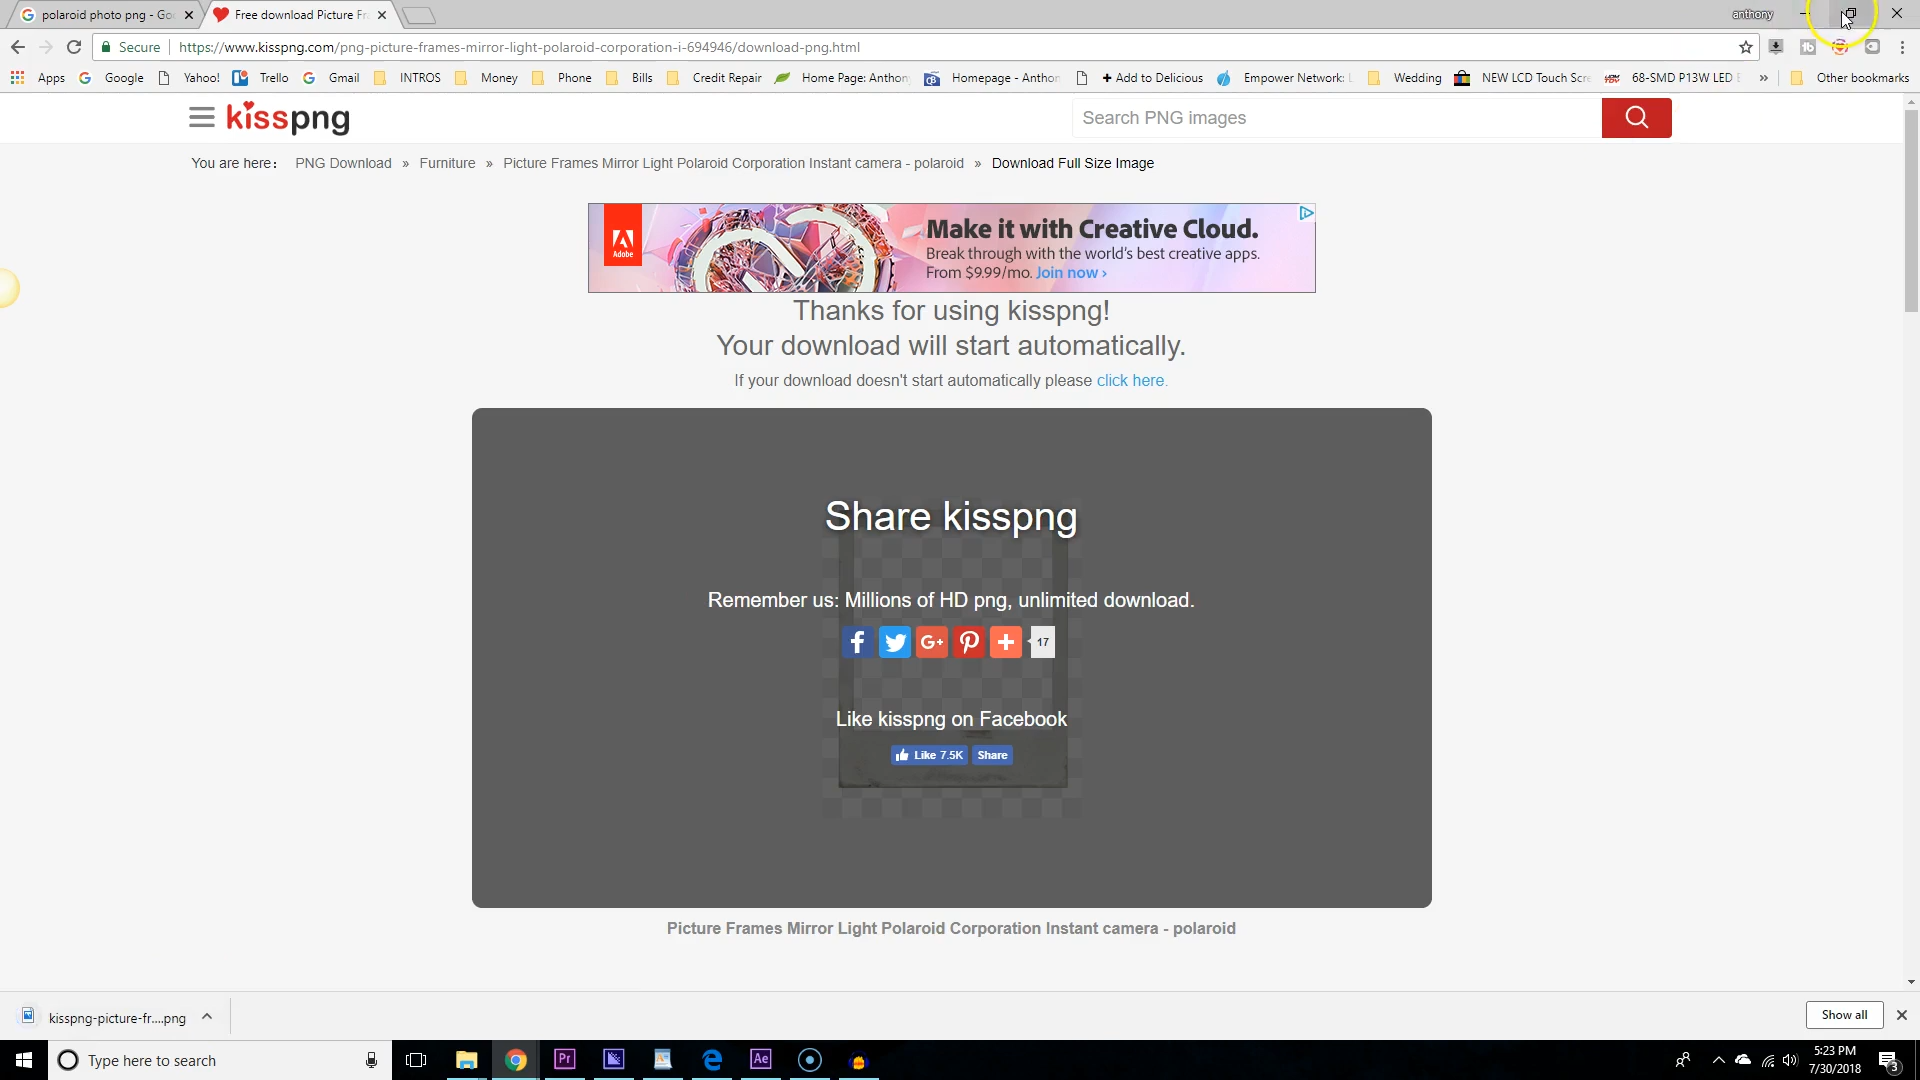 polaroid photo png - Goo
Free download Picture Fr
anthony
Secure
https://www.kisspng.com/png-picture-frames-mirror-light-polaroid-corporation-i-694946/download-png.html
Apps
Google
Yahoo!
Trello
Gmail
INTROS
Money
Phone
Bills
Credit Repair
Home Page: Anthony
Homepage - Anthon
+ Add to Delicious
Empower Network:
Wedding
NEW LCD Touch Scre
68-SMD P13W LED
»
Other bookmarks
kisspng
Search PNG images
You are here: PNG Download » Furniture » Picture Frames Mirror Light Polaroid Corporation Instant camera - polaroid » Download Full Size Image
Adobe
Make it with Creative Cloud.
Break through with the world's best creative apps.
From $9.99/mo. Join now ›
Thanks for using kisspng!
Your download will start automatically.
If your download doesn't start automatically please click here.
Share kisspng
Remember us: Millions of HD png, unlimited download.
f
G+
17
Like kisspng on Facebook
Like 7.5K
Share
Picture Frames Mirror Light Polaroid Corporation Instant camera - polaroid
kisspng-picture-fr....png
Show all
Type here to search
Pr
Ae
5:23 PM
7/30/2018
3